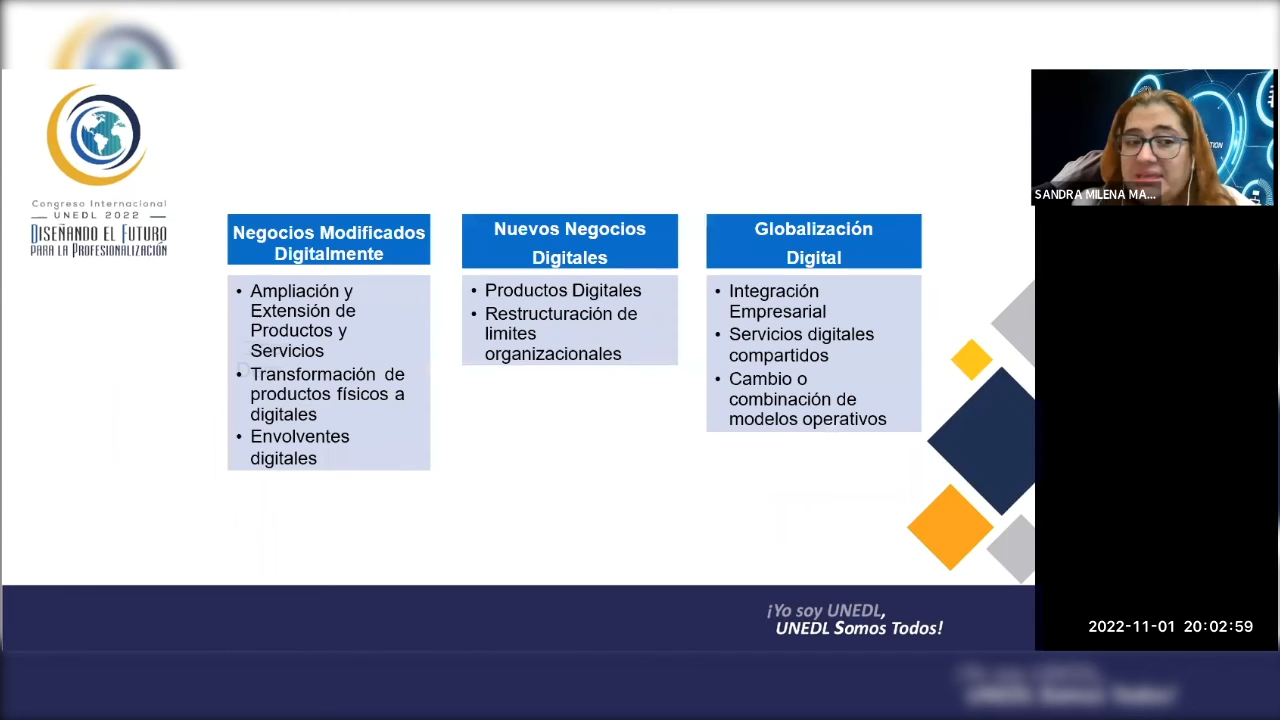 Congreso Internacional
UNEDL 2022
DISEÑANDO EL FUTURO
PARA LA PROFESIONALIZACIÓN
Negocios Modificados
Digitalmente
• Ampliación y
Extensión de
Productos y
Servicios
• Transformación de
productos físicos a
digitales
• Envolventes
digitales
Nuevos Negocios
Digitales
• Productos Digitales
• Restructuración de
limites
organizacionales
Globalización
Digital
• Integración
Empresarial
• Servicios digitales
compartidos
• Cambio o
combinación de
modelos operativos
SANDRA MILENA MA...
¡Yo soy UNEDL,
UNEDL Somos Todos!
2022-11-01 20:02:59